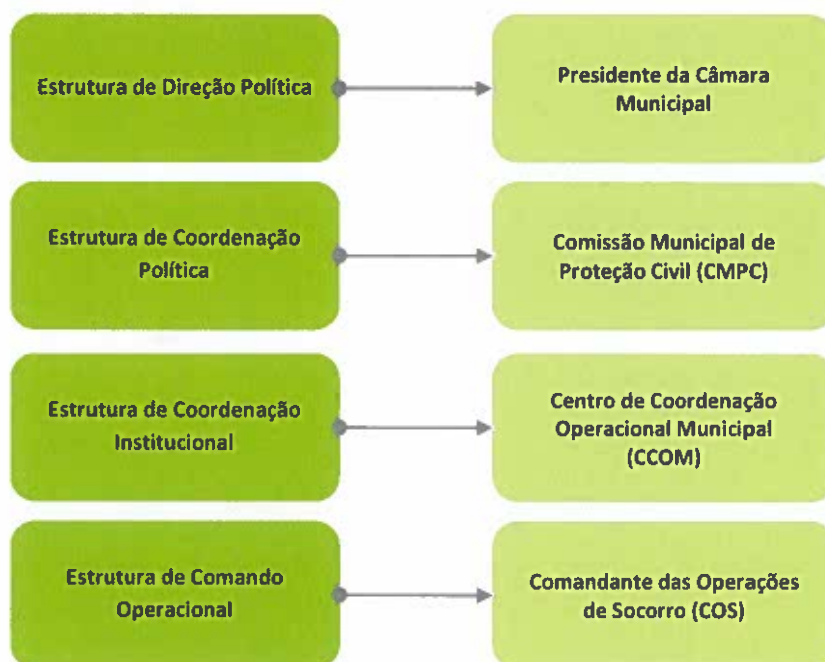 Estrutura de Direção Política
Presidente da Câmara
Municipal
Estrutura de Coordenação
Política
Comissão Municipal de
Proteção Civil (CMPC)
Estrutura de Coordenação
Institucional
Centro de Coordenação
Operacional Municipal
(CCOM)
Estrutura de Comando
Operacional
Comandante das Operações
de Socorro (COS)